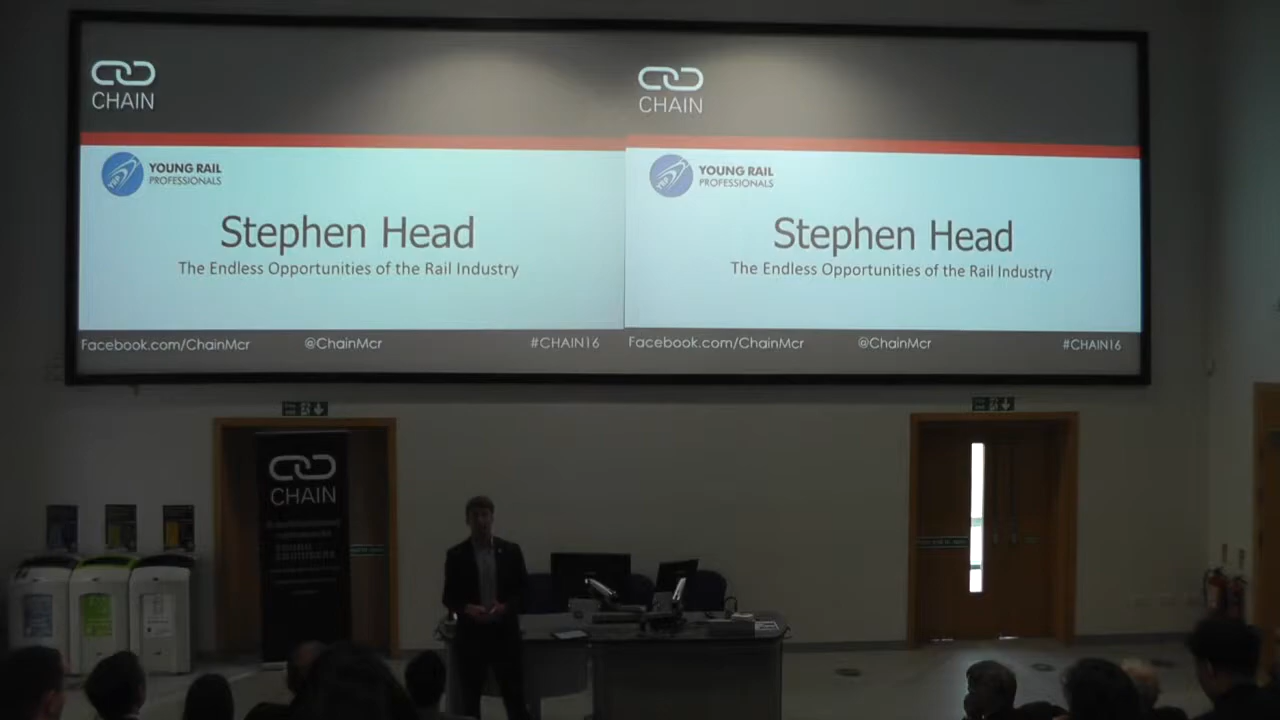 CHAIN
YOUNG RAIL
PROFESSIONALS
Stephen Head
The Endless Opportunities of the Rail Industry
Facebook.com/ChainMcr @ChainMcr #CHAIN16
CHAIN
YOUNG RAIL
PROFESSIONALS
Stephen Head
The Endless Opportunities of the Rail Industry
Facebook.com/ChainMcr @ChainMcr #CHAIN16
CHAIN